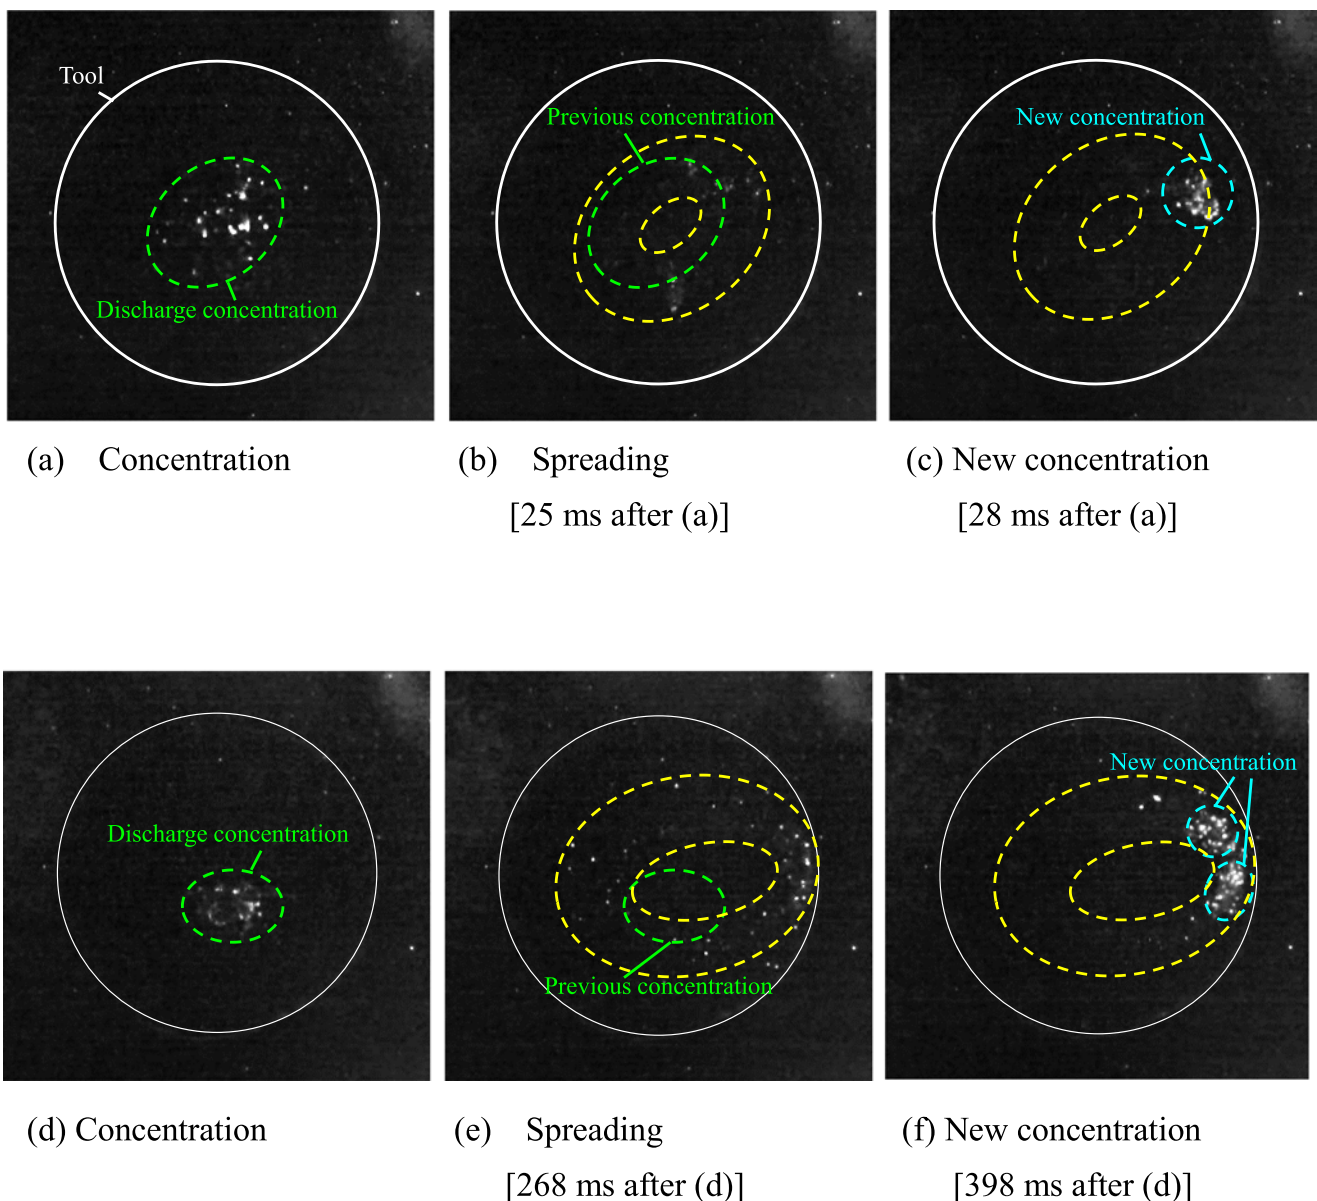 Tool
Discharge concentration
Previous concentration
New concentration
(a) Concentration
(b) Spreading
(c) New concentration
[25 ms after (a)]
[28 ms after (a)]
Discharge concentration
Previous concentration
New concentration
(d) Concentration
(e) Spreading
(f) New concentration
[268 ms after (d)]
[398 ms after (d)]